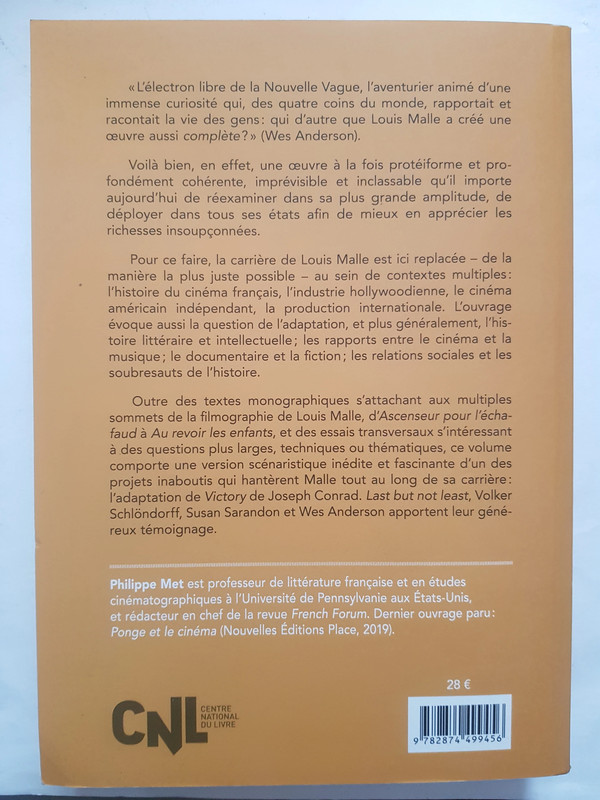 « L'électron libre de la Nouvelle Vague, l'aventurier animé d'une
immense curiosité qui, des quatre coins du monde, rapportait et
racontait la vie des gens : qui d'autre que Louis Malle a créé une
œuvre aussi complète ? » (Wes Anderson).
Voilà bien, en effet, une œuvre à la fois protéiforme et pro-
fondément cohérente, imprévisible et inclassable qu'il importe
aujourd'hui de réexaminer dans sa plus grande amplitude, de
déployer dans tous ses états afin de mieux en apprécier les
richesses insoupçonnées.
Pour ce faire, la carrière de Louis Malle est ici replacée – de la
manière la plus juste possible – au sein de contextes multiples :
l'histoire du cinéma français, l'industrie hollywoodienne, le cinéma
américain indépendant, la production internationale. L'ouvrage
évoque aussi la question de l'adaptation, et plus généralement, l'his-
toire littéraire et intellectuelle ; les rapports entre le cinéma et la
musique ; le documentaire et la fiction ; les relations sociales et les
soubresauts de l'histoire.
Outre des textes monographiques s'attachant aux multiples
sommets de la filmographie de Louis Malle, d'Ascenseur pour l'écha-
faud à Au revoir les enfants, et des essais transversaux s'intéressant
à des questions plus larges, techniques ou thématiques, ce volume
comporte une version scénaristique inédite et fascinante d'un des
projets inaboutis qui hantèrent Malle tout au long de sa carrière :
l'adaptation de Victory de Joseph Conrad. Last but not least, Volker
Schlöndorff, Susan Sarandon et Wes Anderson apportent leur géné-
reux témoignage.
Philippe Met est professeur de littérature française et en études
cinématographiques à l'Université de Pennsylvanie aux États-Unis,
et rédacteur en chef de la revue French Forum. Dernier ouvrage paru :
Ponge et le cinéma (Nouvelles Éditions Place, 2019).
28 €
CNL
CENTRE
NATIONAL
DU LIVRE
9 782874 499456